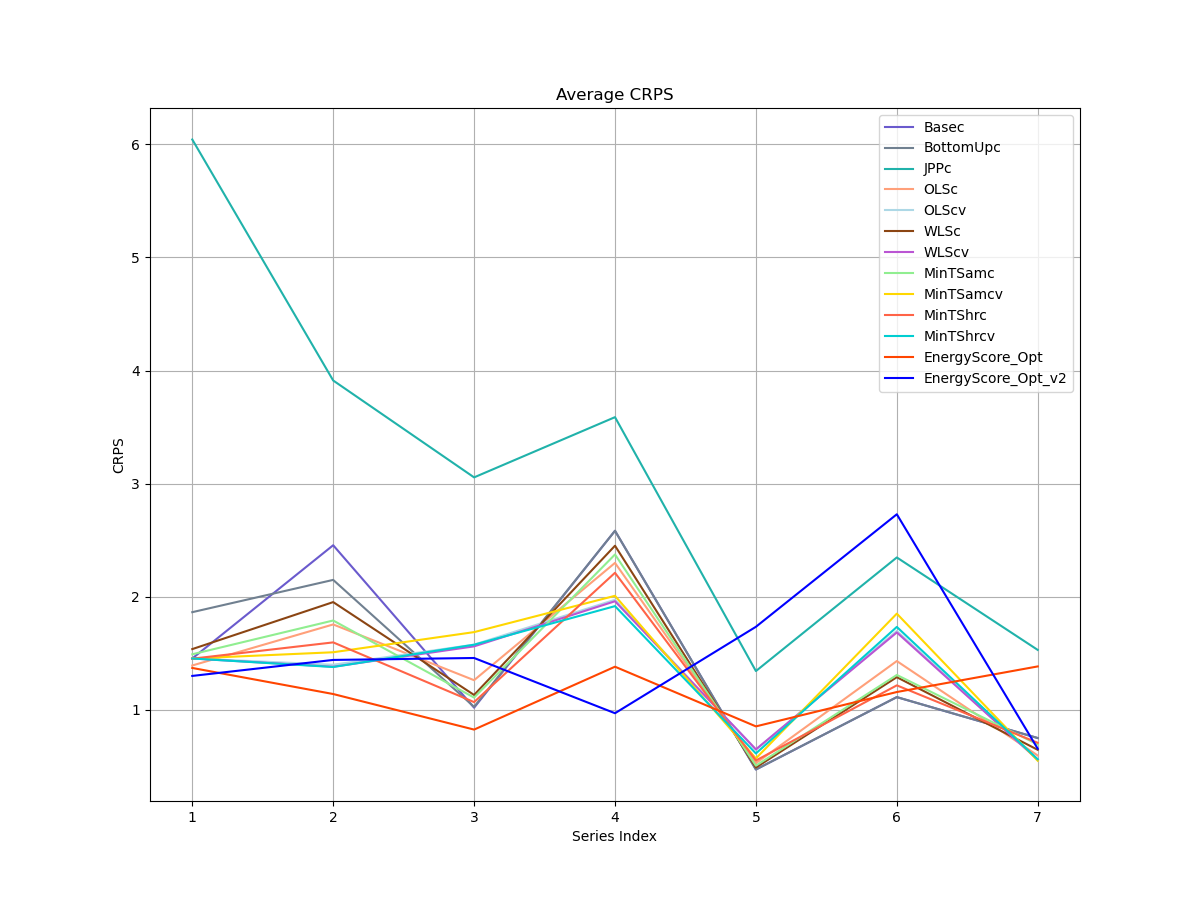 Average CRPS
6
5
4
3
2
1
CRPS
1 2 3 4 5 6 7
Series Index
Basec
BottomUpc
JPPc
OLSc
OLScv
WLSc
WLScv
MinTSamc
MinTSamcv
MinTShrc
MinTShrcv
EnergyScore_Opt
EnergyScore_Opt_v2